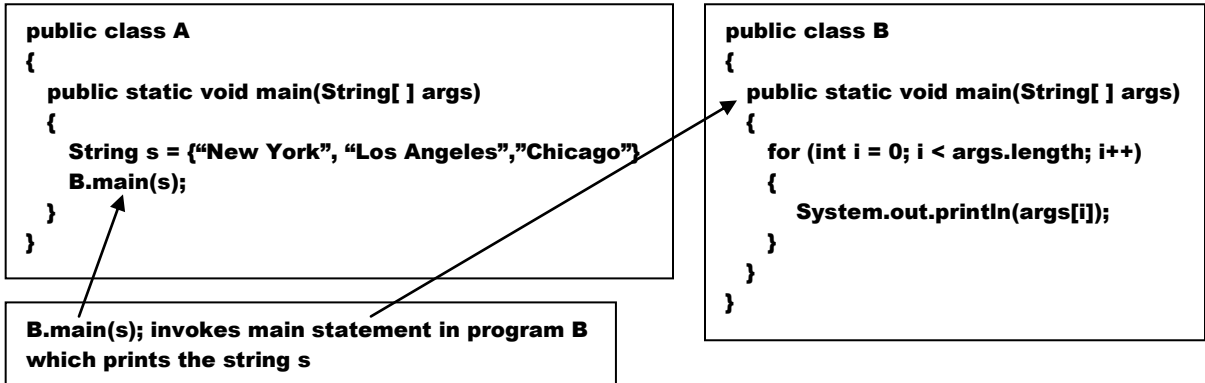 public class A
{
public static void main(String[ ] args)
{
String s = {“New York”, “Los Angeles”,”Chicago”}
B.main(s);
}
}
B.main(s); invokes main statement in program B
which prints the string s
public class B
{
public static void main(String[ ] args)
{
for (int i = 0; i < args.length; i++)
{
System.out.println(args[i]);
}
}
}